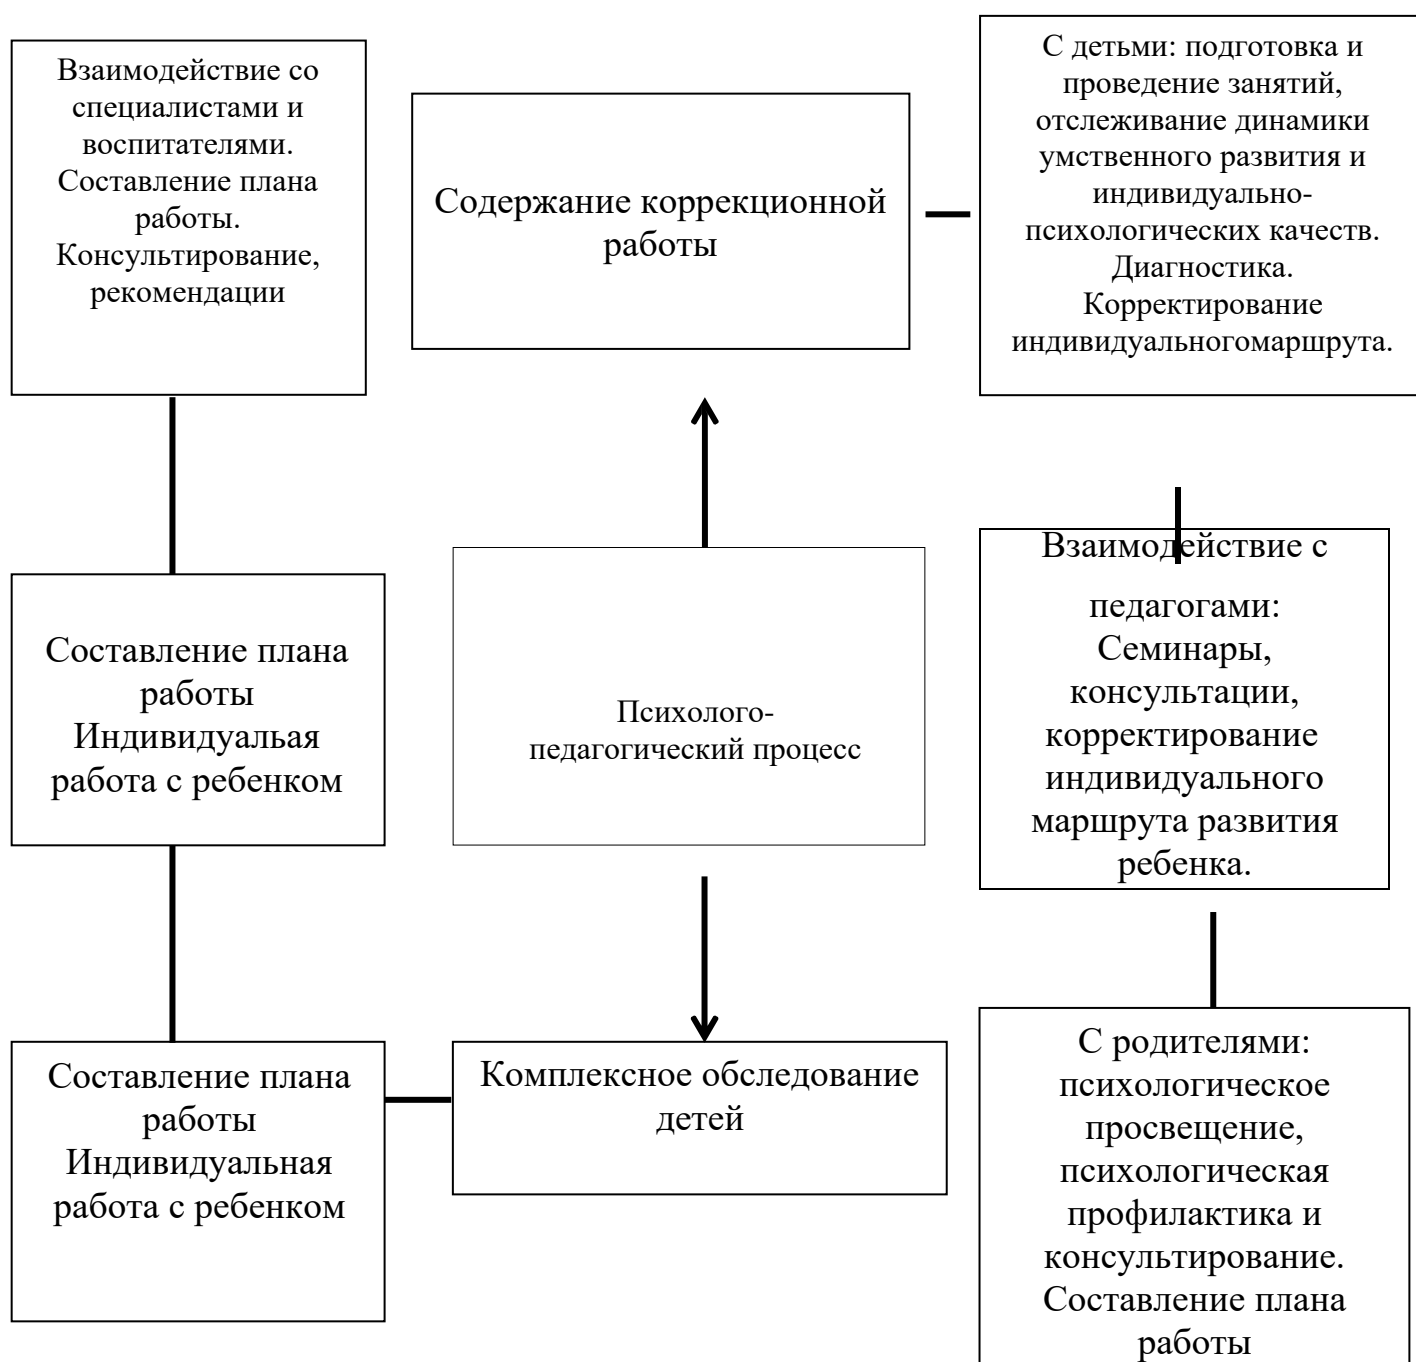 Взаимодействие со
специалистами и
воспитателями.
Составление плана
работы.
Консультирование,
рекомендации
Содержание коррекционной
работы
С детьми: подготовка и
проведение занятий,
отслеживание динамики
умственного развития и
индивидуально-
психологических качеств.
Диагностика.
Корректирование
индивидуальногомаршрута.
Составление плана
работы
Индивидуальая
работа с ребенком
Психолого-
педагогический процесс
Взаимодействие с
педагогами:
Семинары,
консультации,
корректирование
индивидуального
маршрута развития
ребенка.
Составление плана
работы
Индивидуальная
работа с ребенком
Комплексное обследование
детей
С родителями:
психологическое
просвещение,
психологическая
профилактика и
консультирование.
Составление плана
работы